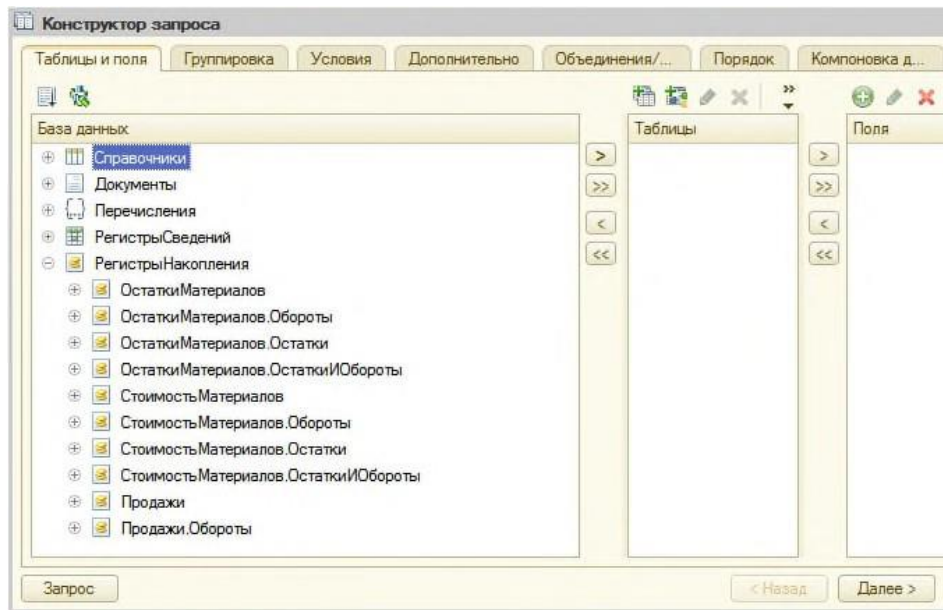 Конструктор запроса
Таблицы и поля Группировка Условия Дополнительно Объединения/... Порядок Компоновка д...
База данных Таблицы Поля
Справочники
Документы
Перечисления
РегистрыСведений
РегистрыНакопления
ОстаткиМатериалов
ОстаткиМатериалов.Обороты
ОстаткиМатериалов.Остатки
ОстаткиМатериалов.ОстаткиИОбороты
СтоимостьМатериалов
СтоимостьМатериалов.Обороты
СтоимостьМатериалов.Остатки
СтоимостьМатериалов.ОстаткиИОбороты
Продажи
Продажи.Обороты
Запрос < Назад Далее >